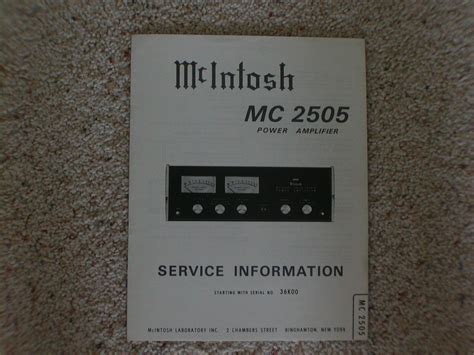 McIntosh
MC 2505
POWER AMPLIFIER
SERVICE INFORMATION
STARTING WITH SERIAL NO. 36K00
McINTOSH LABORATORY INC. 2 CHAMBERS STREET BINGHAMTON, NEW YORK
MC 2505